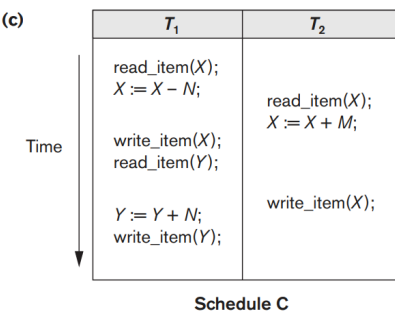 (c)
T₁ T₂
read_item(X);
X := X – N;
read_item(X);
X := X + M;
Time
write_item(X);
read_item(Y);
write_item(X);
Y := Y + N;
write_item(Y);
Schedule C